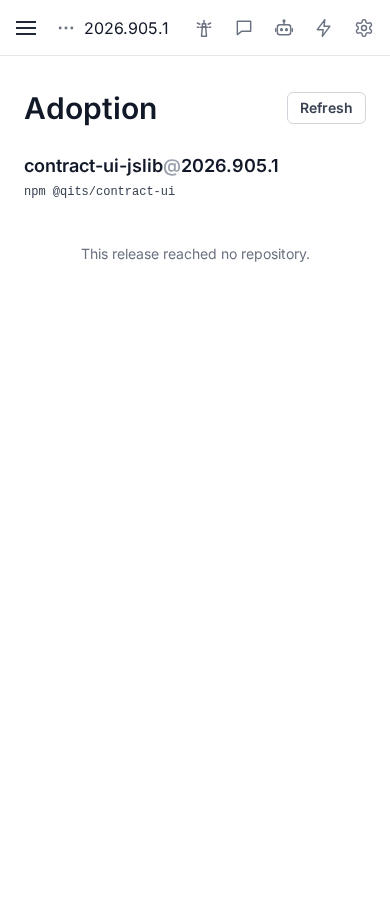 2026.905.1
Adoption
Refresh
contract-ui-jslib@2026.905.1
npm @qits/contract-ui
This release reached no repository.